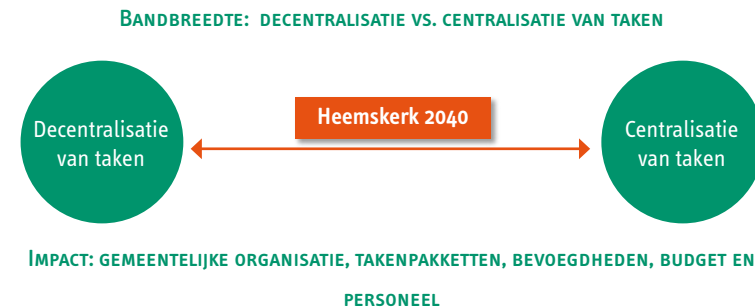 BANDBREEDTE: DECENTRALISATIE VS. CENTRALISATIE VAN TAKEN
Decentralisatie
van taken
Heemskerk 2040
Centralisatie
van taken
IMPACT: GEMEENTELIJKE ORGANISATIE, TAKENPAKKETTEN, BEVOEGDHEDEN, BUDGET EN
PERSONEEL